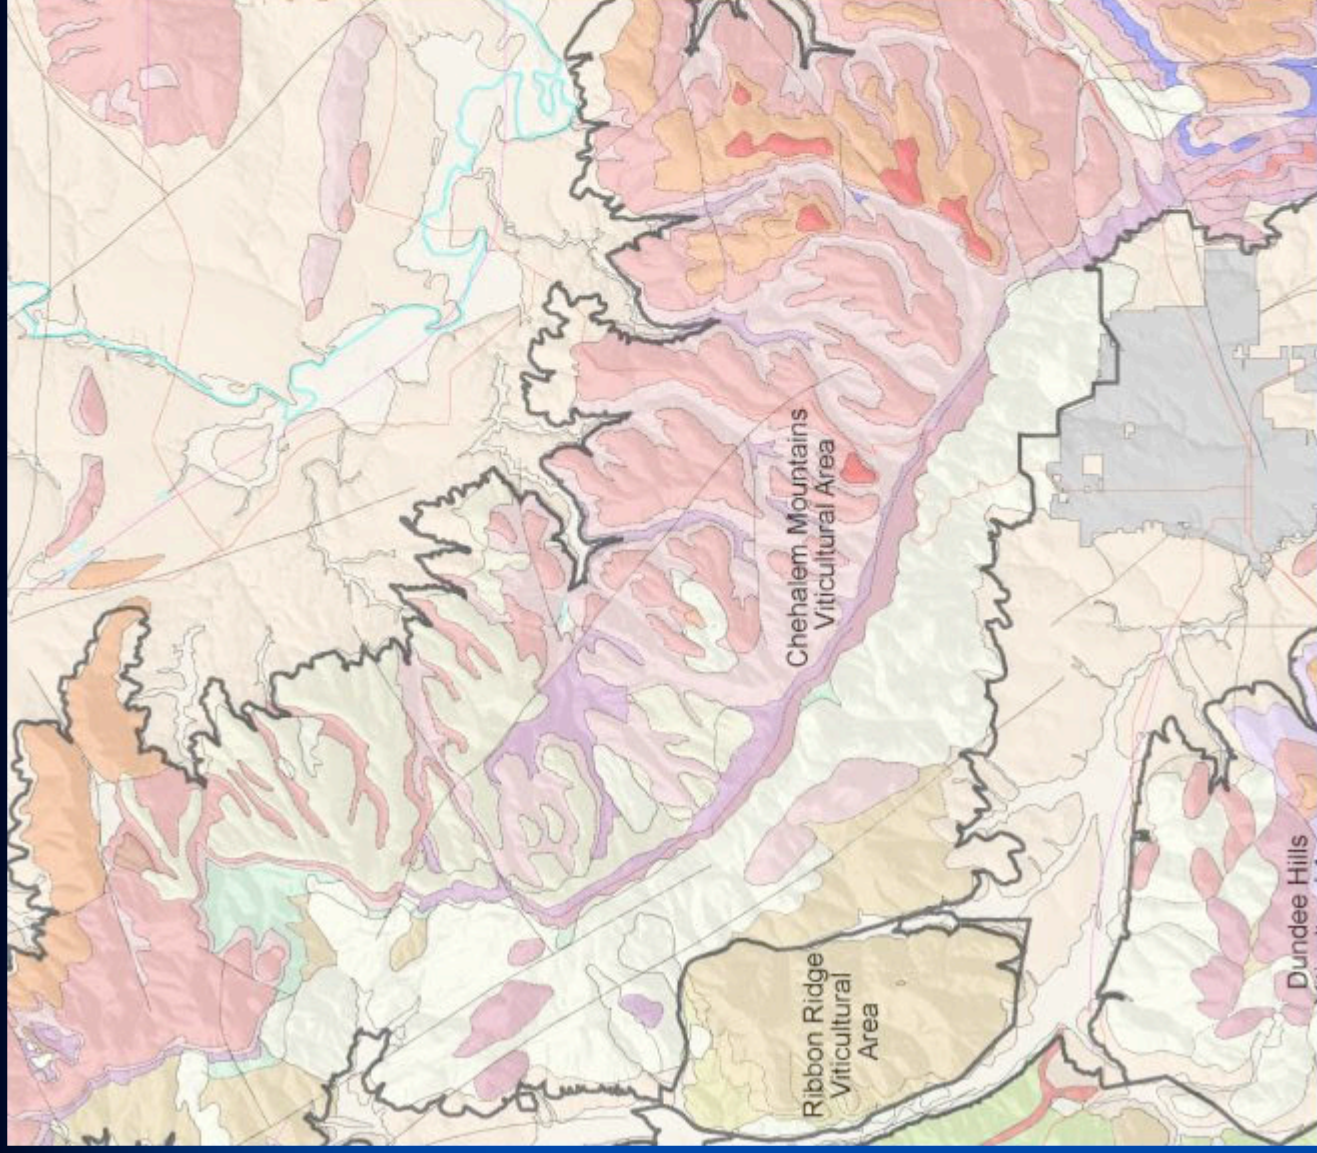 Chehalem Mountains
Viticultural Area
Ribbon Ridge
Viticultural
Area
Dundee Hills